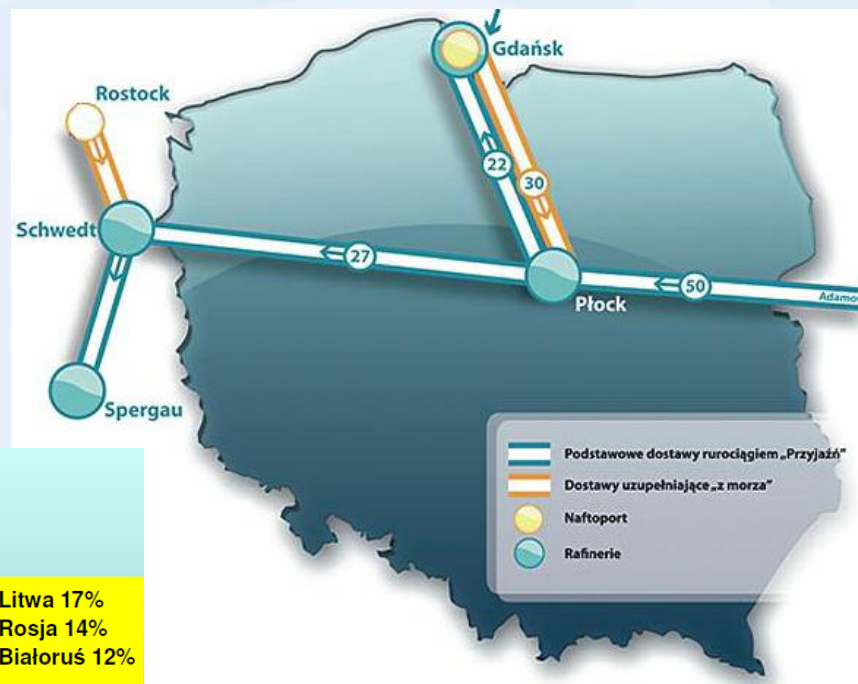 Gdańsk
Rostock
22
30
Schwedt
27
50
Płock
Spergau
Podstawowe dostawy rurociągiem „Przyjaźń”
Dostawy uzupełniające „z morza”
Naftoport
Rafinerie
Litwa 17%
Rosja 14%
Białoruś 12%